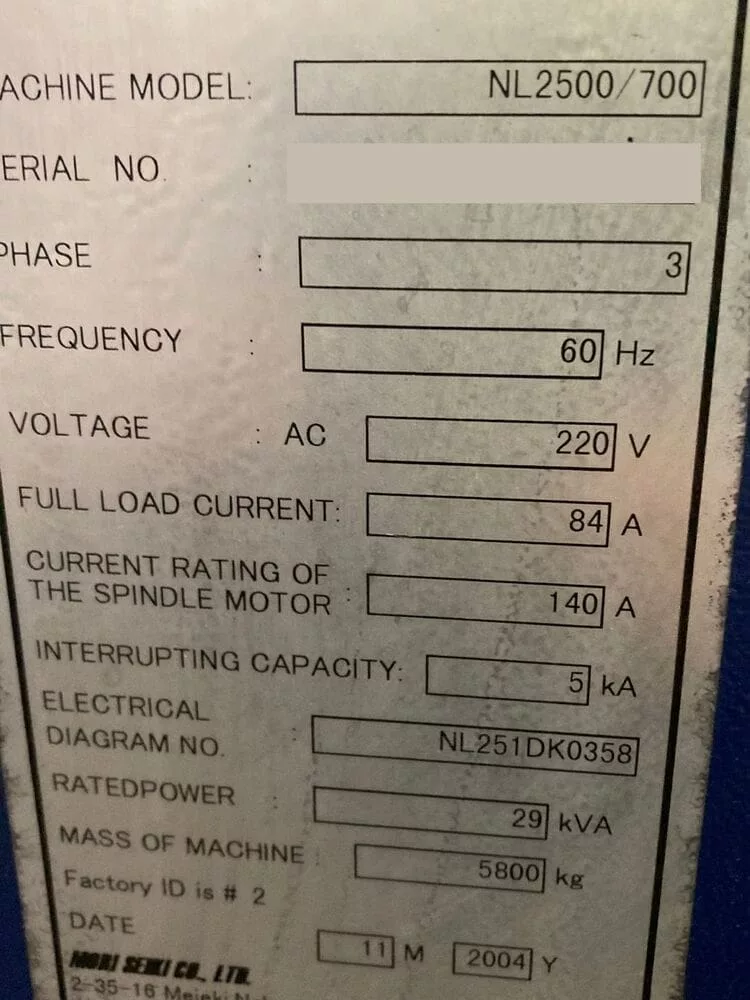 ACHINE MODEL: NL2500/700
ERIAL NO. :
PHASE : 3
FREQUENCY : 60 Hz
VOLTAGE : AC 220 V
FULL LOAD CURRENT: 84 A
CURRENT RATING OF
THE SPINDLE MOTOR : 140 A
INTERRUPTING CAPACITY: 5 kA
ELECTRICAL
DIAGRAM NO. : NL251DK0358
RATEDPOWER : 29 kVA
MASS OF MACHINE : 5800 kg
Factory ID is # 2
DATE 11 M 2004 Y
MORI SEIKI CO., LTD.
2-35-16